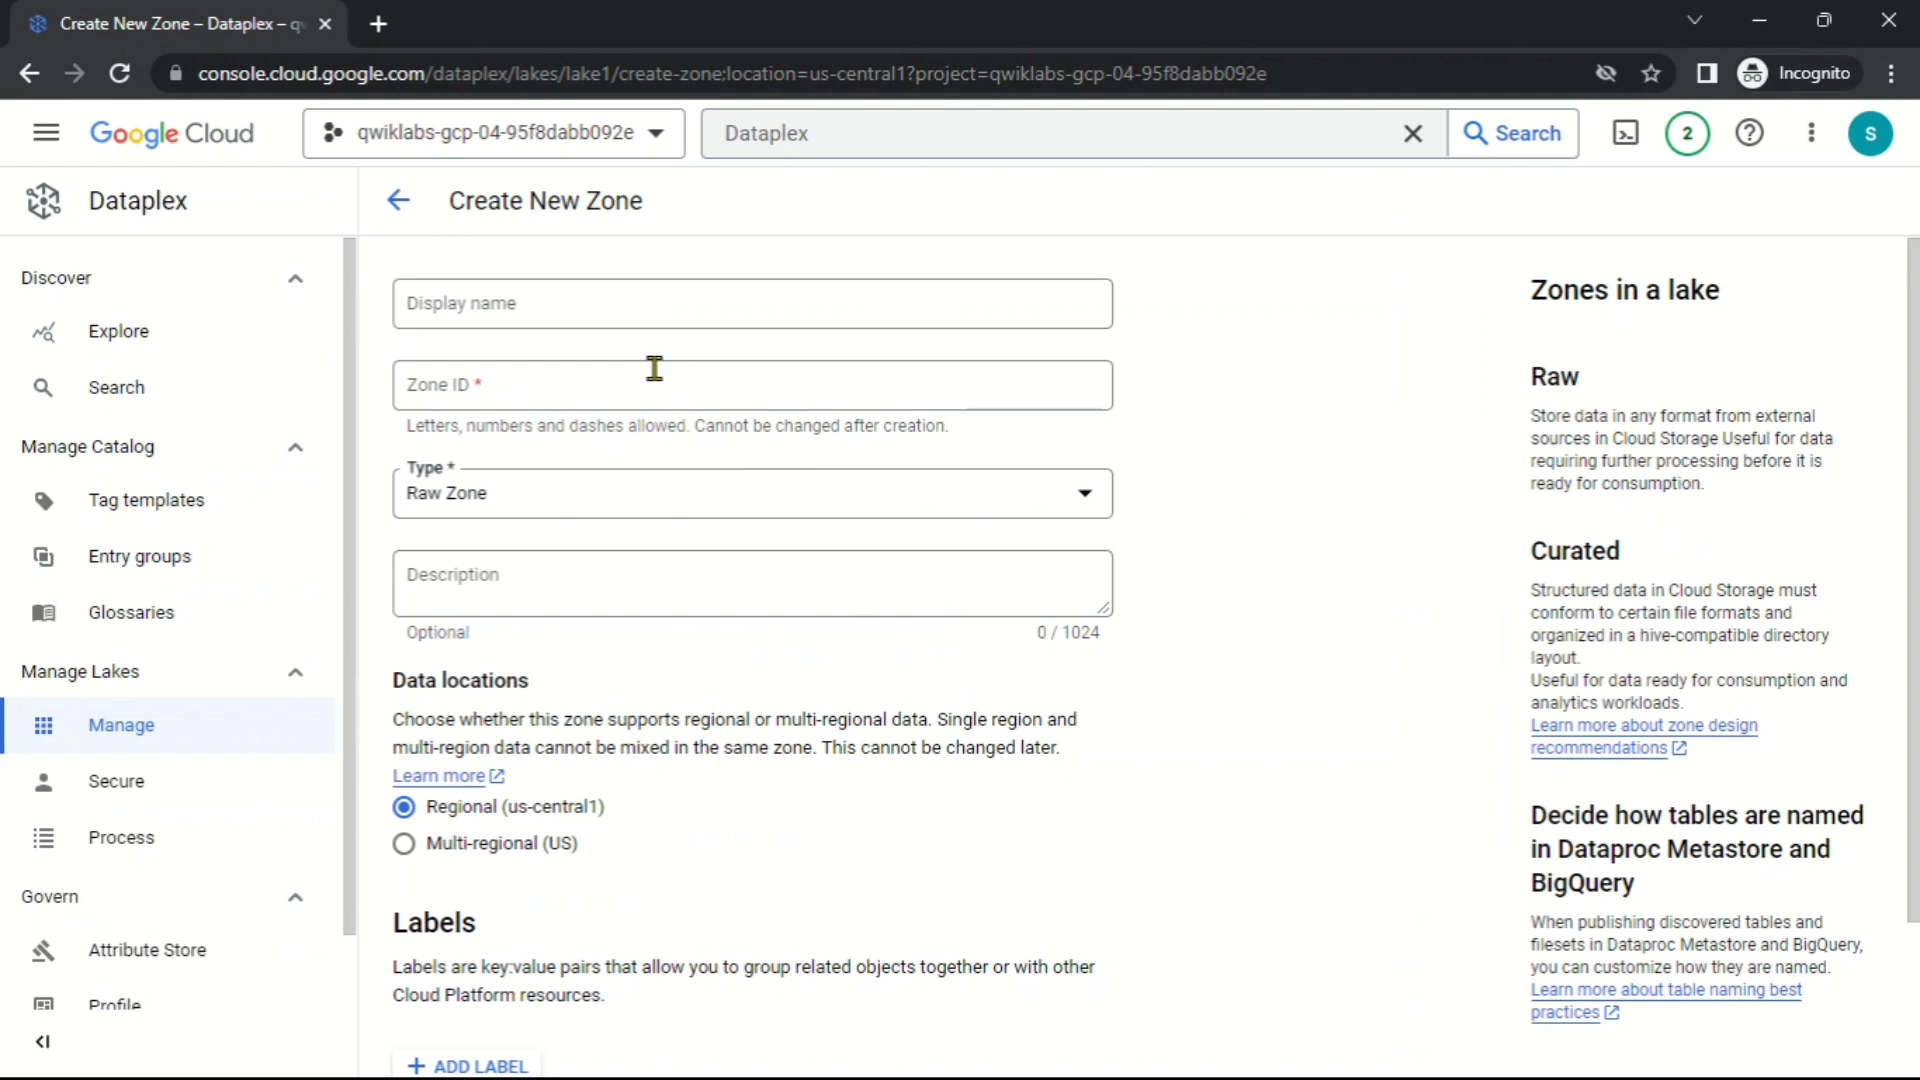 Create New Zone – Dataplex – qw
console.cloud.google.com/dataplex/lakes/lake1/create-zone;location=us-central1?project=qwiklabs-gcp-04-95f8dabb092e
Incognito
Google Cloud
qwiklabs-gcp-04-95f8dabb092e
Dataplex
Search
2
S
Dataplex
Create New Zone
Discover
Explore
Search
Manage Catalog
Tag templates
Entry groups
Glossaries
Manage Lakes
Manage
Secure
Process
Govern
Attribute Store
Profile
Display name
Zone ID *
Letters, numbers and dashes allowed. Cannot be changed after creation.
Type *
Raw Zone
Description
Optional
0 / 1024
Data locations
Choose whether this zone supports regional or multi-regional data. Single region and
multi-region data cannot be mixed in the same zone. This cannot be changed later.
Learn more
Regional (us-central1)
Multi-regional (US)
Labels
Labels are key:value pairs that allow you to group related objects together or with other
Cloud Platform resources.
+ ADD LABEL
Zones in a lake
Raw
Store data in any format from external
sources in Cloud Storage Useful for data
requiring further processing before it is
ready for consumption.
Curated
Structured data in Cloud Storage must
conform to certain file formats and
organized in a hive-compatible directory
layout.
Useful for data ready for consumption and
analytics workloads.
Learn more about zone design
recommendations
Decide how tables are named
in Dataproc Metastore and
BigQuery
When publishing discovered tables and
filesets in Dataproc Metastore and BigQuery,
you can customize how they are named.
Learn more about table naming best
practices